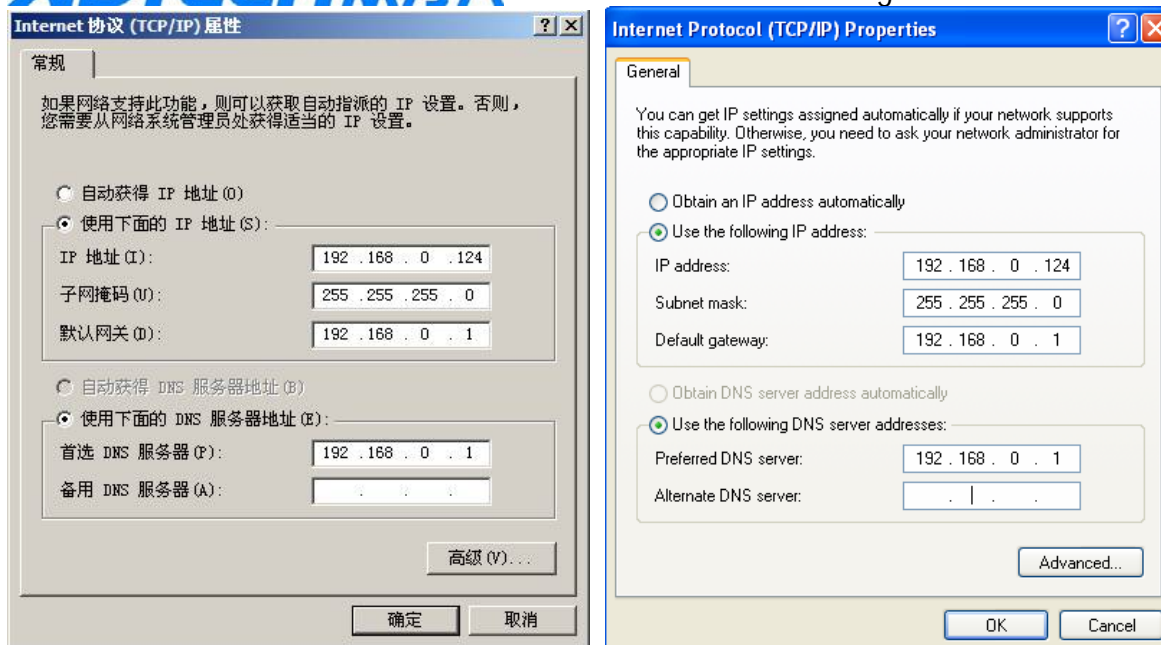 Internet 协议 (TCP/IP) 属性
常规
如果网络支持此功能，则可以获取自动指派的 IP 设置。否则，
您需要从网络系统管理员处获得适当的 IP 设置。
自动获得 IP 地址(O)
使用下面的 IP 地址(S):
IP 地址(I): 192 .168 . 0 .124
子网掩码(U): 255 .255 .255 . 0
默认网关(D): 192 .168 . 0 . 1
自动获得 DNS 服务器地址(B)
使用下面的 DNS 服务器地址(E):
首选 DNS 服务器(P): 192 .168 . 0 . 1
备用 DNS 服务器(A): . . .
高级(V)...
确定 取消
Internet Protocol (TCP/IP) Properties
General
You can get IP settings assigned automatically if your network supports
this capability. Otherwise, you need to ask your network administrator for
the appropriate IP settings.
Obtain an IP address automatically
Use the following IP address:
IP address: 192 . 168 . 0 . 124
Subnet mask: 255 . 255 . 255 . 0
Default gateway: 192 . 168 . 0 . 1
Obtain DNS server address automatically
Use the following DNS server addresses:
Preferred DNS server: 192 . 168 . 0 . 1
Alternate DNS server: . . .
Advanced...
OK Cancel